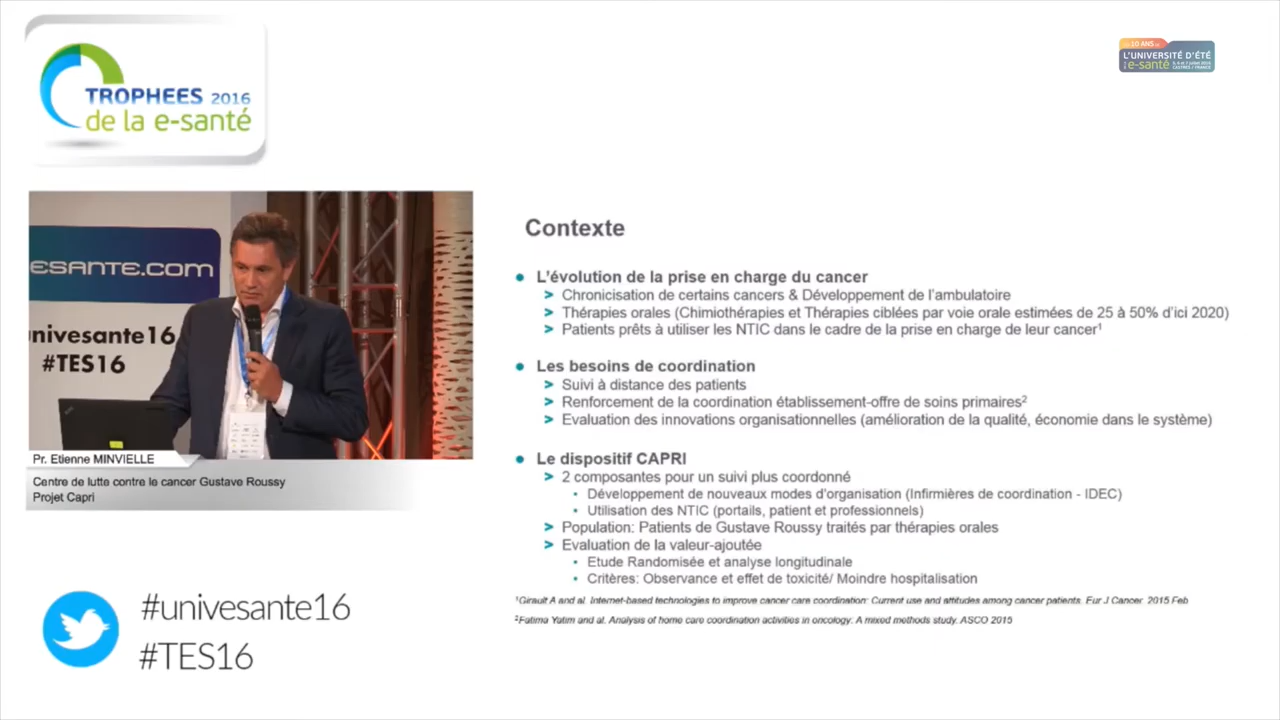 TROPHEES 2016
de la e-santé
10 ANS
L'UNIVERSITÉ D'ÉTÉ
e-santé
CASTRES / FRANCE
ESANTE.COM
univesante16
#TES16
Pr. Etienne MINVIELLE
Centre de lutte contre le cancer Gustave Roussy
Projet Capri
#univesante16
#TES16
Contexte
L'évolution de la prise en charge du cancer
Chronicisation de certains cancers & Développement de l'ambulatoire
Thérapies orales (Chimiothérapies et Thérapies ciblées par voie orale estimées de 25 à 50% d'ici 2020)
Patients prêts à utiliser les NTIC dans le cadre de la prise en charge de leur cancer¹
Les besoins de coordination
Suivi à distance des patients
Renforcement de la coordination établissement-offre de soins primaires²
Evaluation des innovations organisationnelles (amélioration de la qualité, économie dans le système)
Le dispositif CAPRI
2 composantes pour un suivi plus coordonné
Développement de nouveaux modes d'organisation (Infirmières de coordination - IDEC)
Utilisation des NTIC (portails, patient et professionnels)
Population: Patients de Gustave Roussy traités par thérapies orales
Evaluation de la valeur-ajoutée
Etude Randomisée et analyse longitudinale
Critères: Observance et effet de toxicité/ Moindre hospitalisation
¹Girault A and al. Internet-based technologies to improve cancer care coordination: Current use and attitudes among cancer patients. Eur J Cancer. 2015 Feb
²Fatima Yatim and al. Analysis of home care coordination activities in oncology. A mixed methods study. ASCO 2015